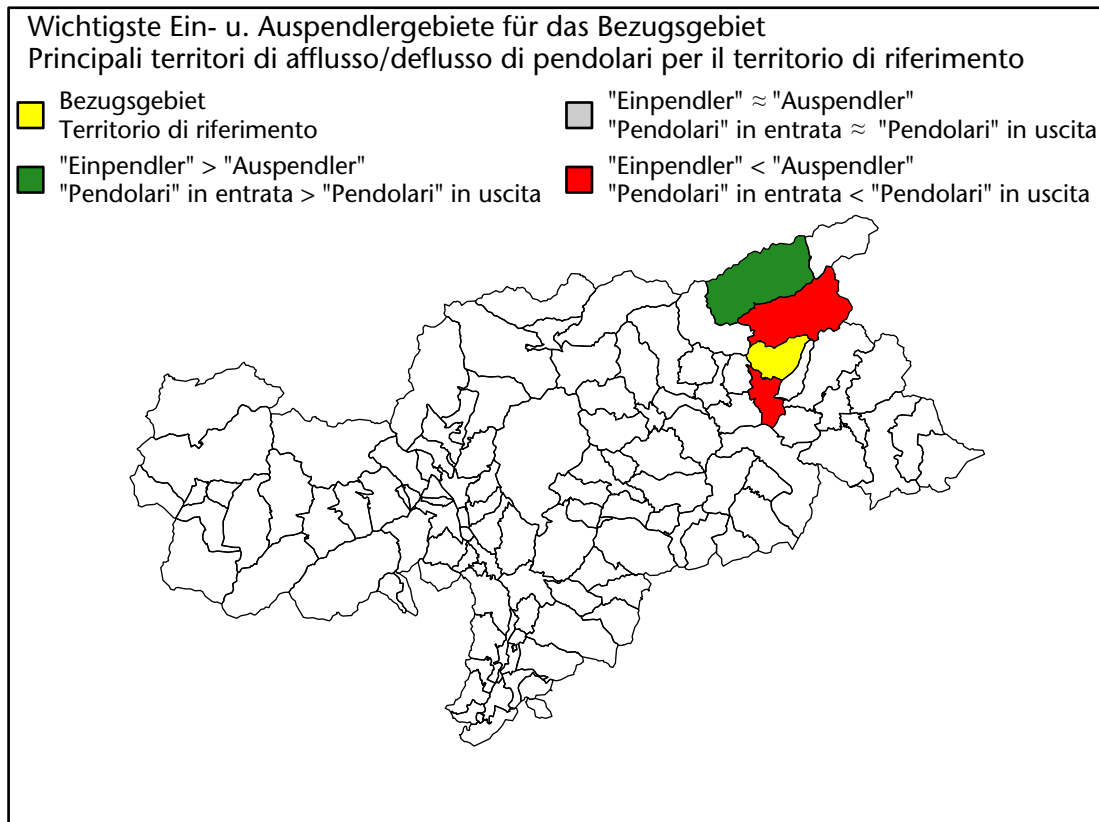 Wichtigste Ein- u. Auspendlergebiete für das Bezugsgebiet
Principali territori di afflusso/deflusso di pendolari per il territorio di riferimento
Bezugsgebiet
Territorio di riferimento
"Einpendler" > "Auspendler"
"Pendolari" in entrata > "Pendolari" in uscita
"Einpendler" ≈ "Auspendler"
"Pendolari" in entrata ≈ "Pendolari" in uscita
"Einpendler" < "Auspendler"
"Pendolari" in entrata < "Pendolari" in uscita